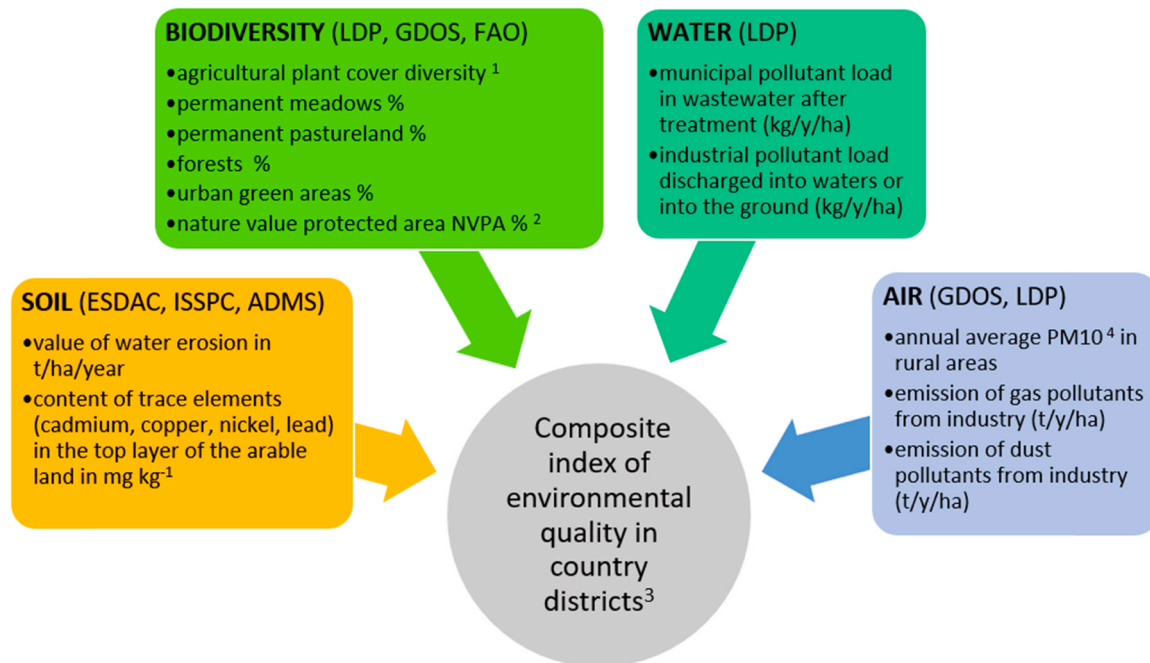 BIODIVERSITY (LDP, GDOS, FAO)
•agricultural plant cover diversity ¹
•permanent meadows %
•permanent pastureland %
•forests %
•urban green areas %
•nature value protected area NVPA % ²
WATER (LDP)
•municipal pollutant load
in wastewater after
treatment (kg/y/ha)
•industrial pollutant load
discharged into waters or
into the ground (kg/y/ha)
SOIL (ESDAC, ISSPC, ADMS)
•value of water erosion in
t/ha/year
•content of trace elements
(cadmium, copper, nickel, lead)
in the top layer of the arable
land in mg kg⁻¹
AIR (GDOS, LDP)
•annual average PM10 ⁴ in
rural areas
•emission of gas pollutants
from industry (t/y/ha)
•emission of dust
pollutants from industry
(t/y/ha)
Composite
index of
environmental
quality in
country
districts³